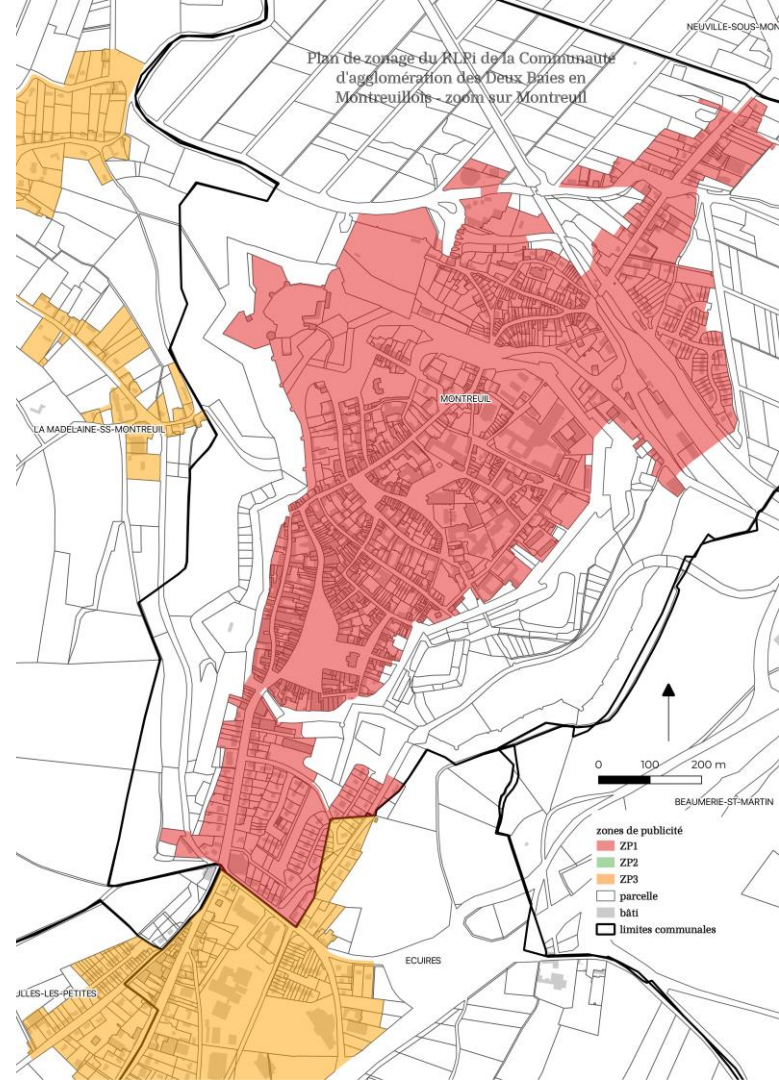 NEUVILLE-SOUS-MON
Plan de zonage du RLPi de la Communauté
d'agglomération des Deux Baies en
Montreuillois - zoom sur Montreuil
MONTREUIL
LA MADELAINE-SS-MONTREUIL
0 100 200 m
BEAUMERIE-ST-MARTIN
zones de publicité
ZP1
ZP2
ZP3
parcelle
bâti
limites communales
ECUIRES
JLLES-LES-PETITES